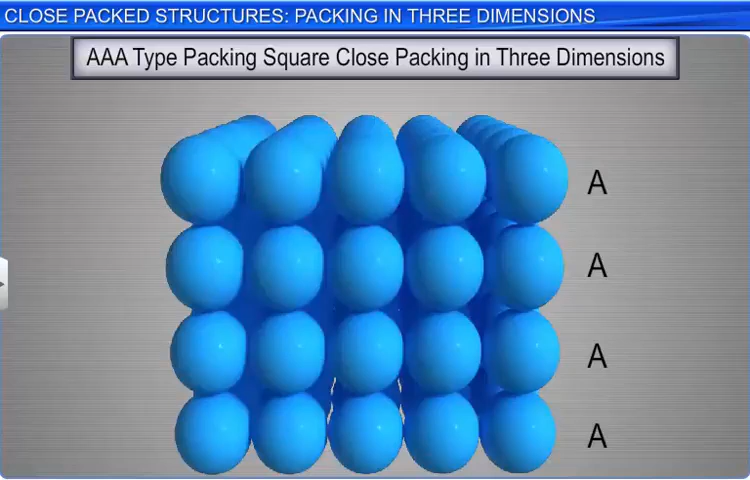 CLOSE PACKED STRUCTURES: PACKING IN THREE DIMENSIONS
AAA Type Packing Square Close Packing in Three Dimensions
A
A
A
A